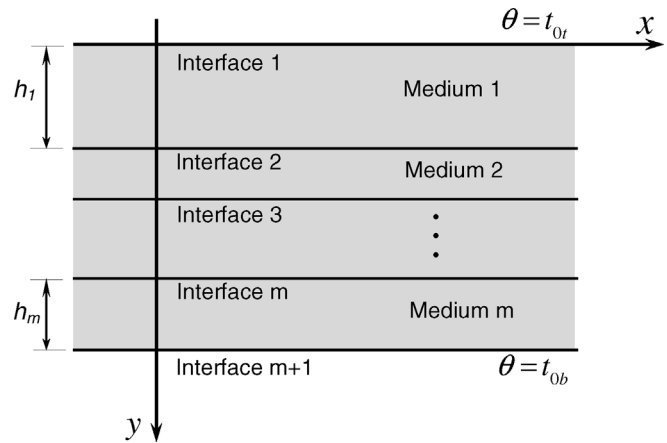 θ = t₀ₜ
x
Interface 1
h₁
Medium 1
Interface 2
Medium 2
Interface 3
Interface m
hₘ
Medium m
Interface m+1
θ = t₀b
y